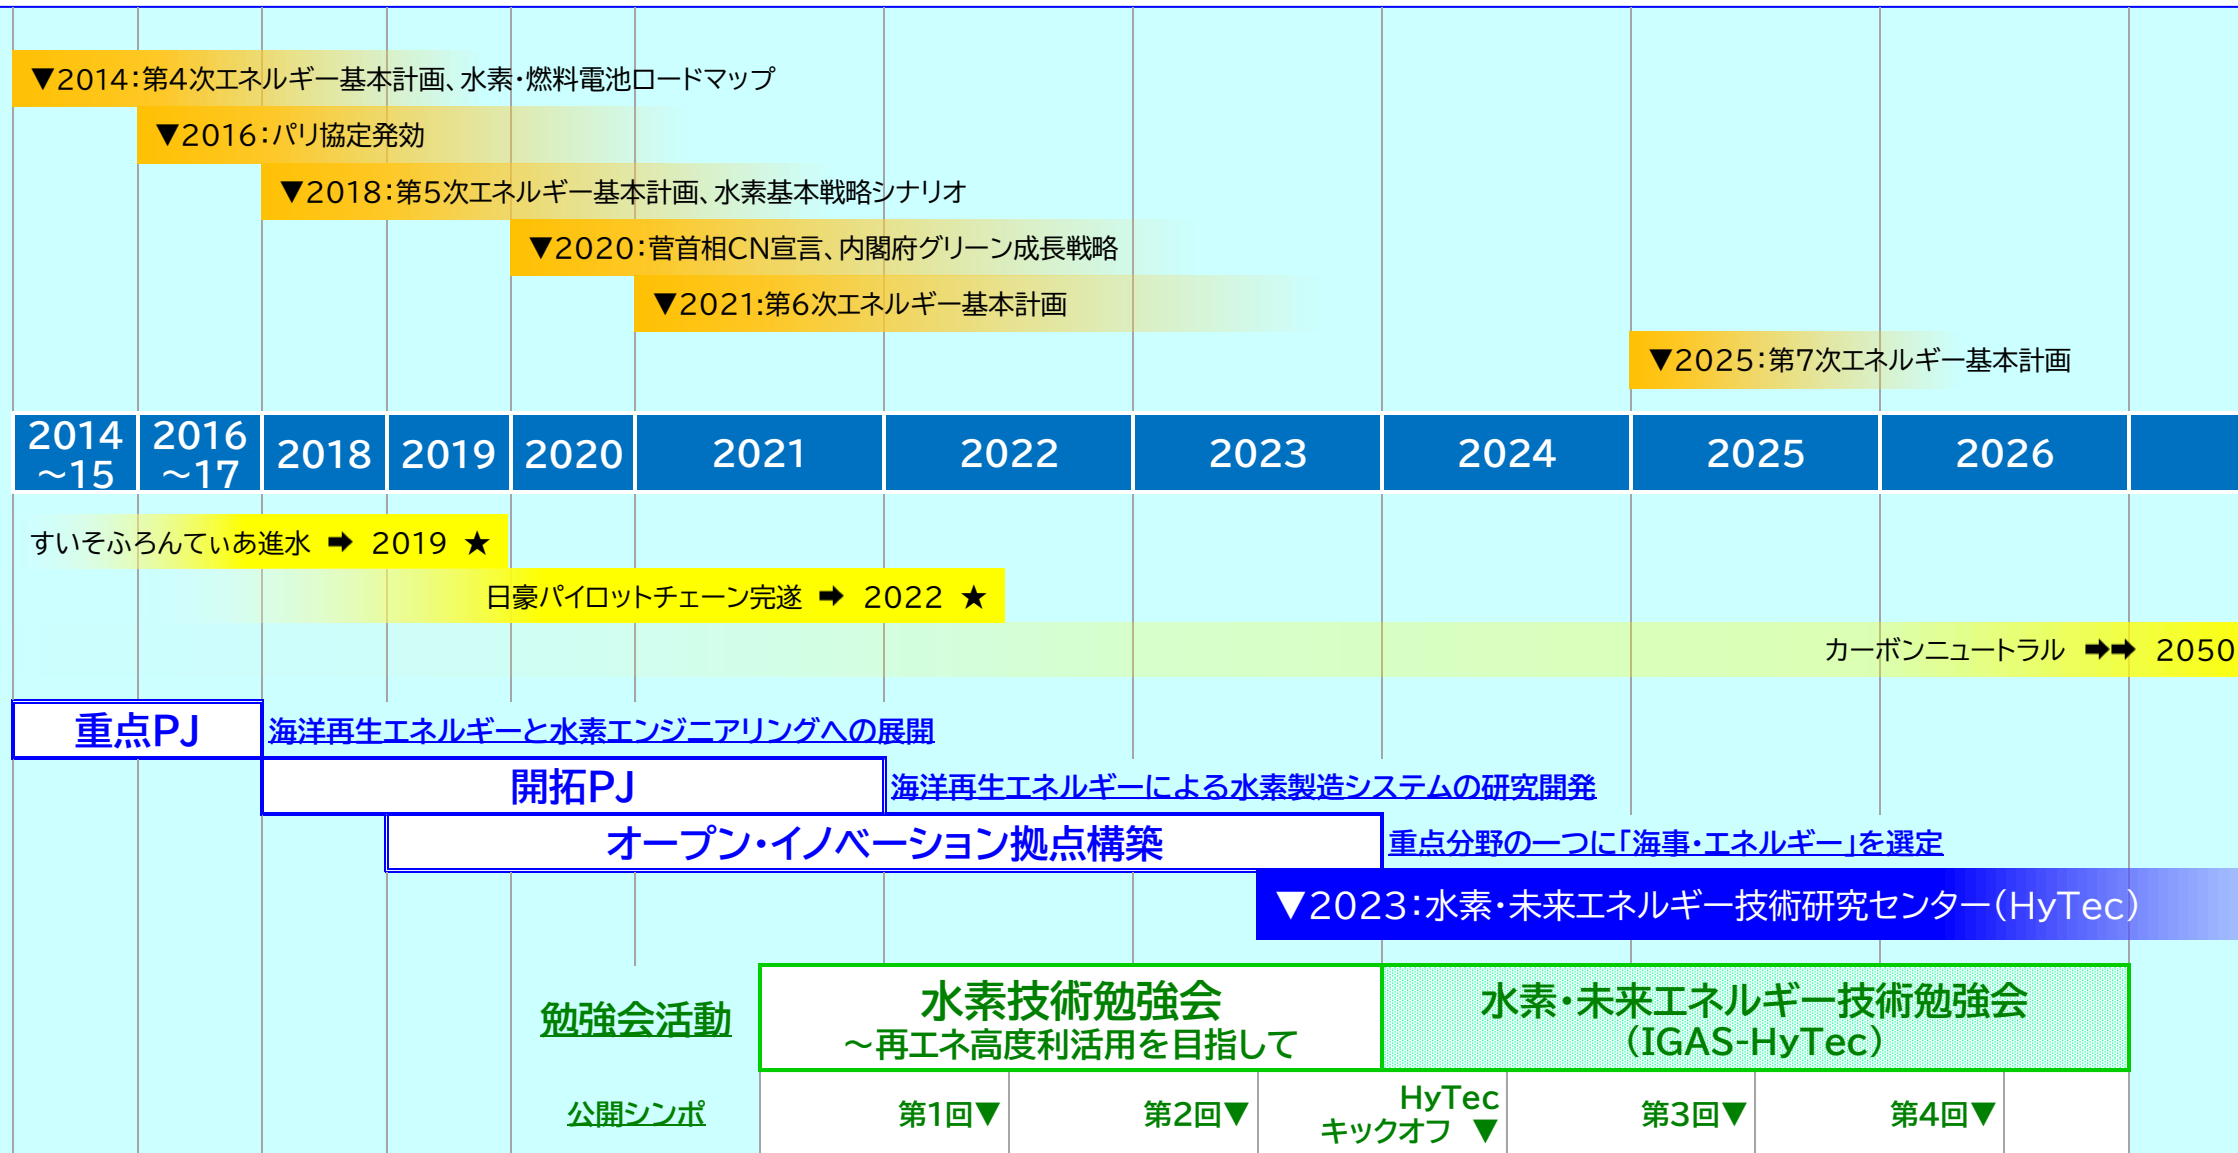 ▼2014：第4次エネルギー基本計画、水素・燃料電池ロードマップ
▼2016：パリ協定発効
▼2018：第5次エネルギー基本計画、水素基本戦略シナリオ
▼2020：菅首相CN宣言、内閣府グリーン成長戦略
▼2021:第6次エネルギー基本計画
▼2025：第7次エネルギー基本計画
2014
～15
2016
～17
2018
2019
2020
2021
2022
2023
2024
2025
2026
すいそふろんてぃあ進水 ➡ 2019 ★
日豪パイロットチェーン完遂 ➡ 2022 ★
カーボンニュートラル ➡➡ 2050
重点PJ
海洋再生エネルギーと水素エンジニアリングへの展開
開拓PJ
海洋再生エネルギーによる水素製造システムの研究開発
オープン・イノベーション拠点構築
重点分野の一つに「海事・エネルギー」を選定
▼2023：水素・未来エネルギー技術研究センター（HyTec）
勉強会活動
水素技術勉強会
～再エネ高度利活用を目指して
水素・未来エネルギー技術勉強会
（IGAS-HyTec）
公開シンポ
第1回▼
第2回▼
HyTec
キックオフ ▼
第3回▼
第4回▼